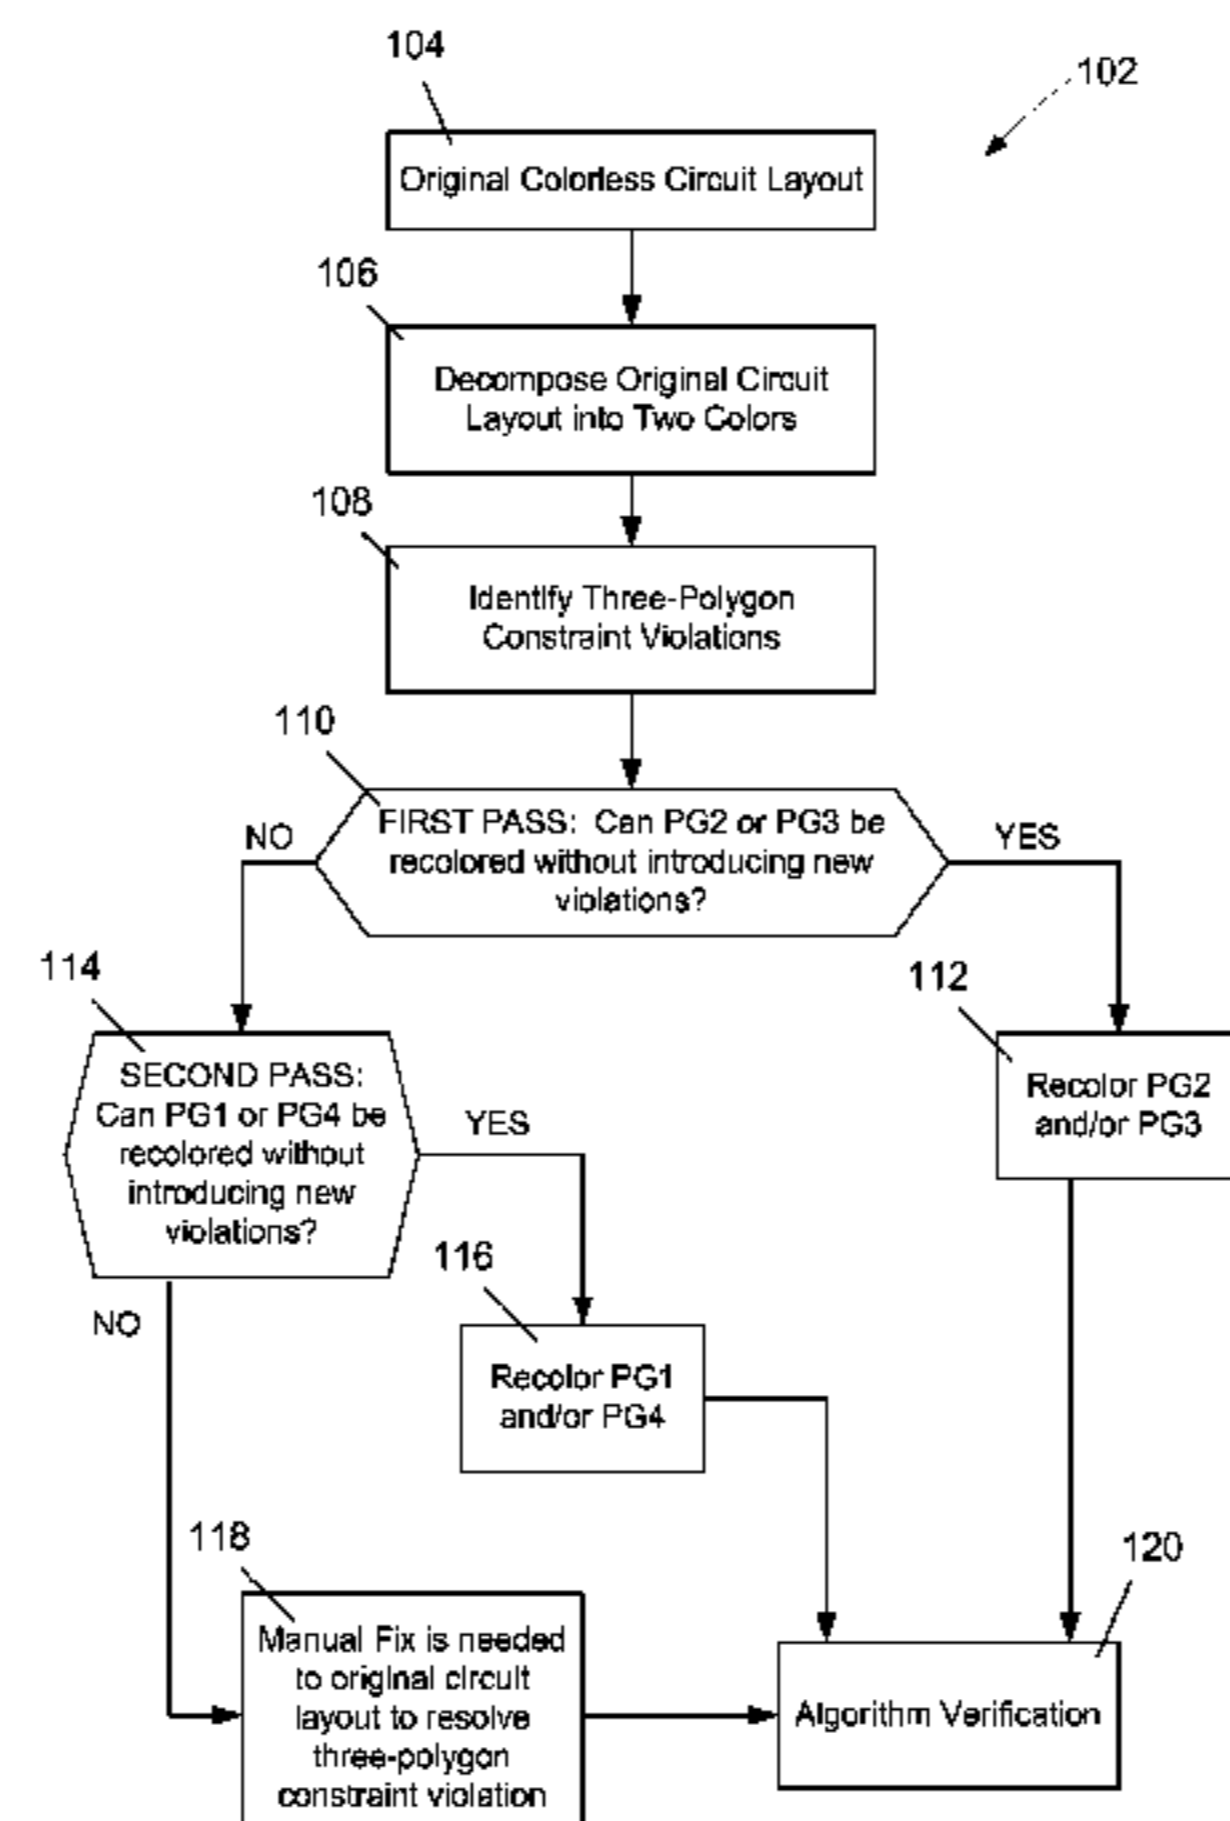 104
102
Original Colorless Circuit Layout
106
Decompose Original Circuit
Layout into Two Colors
108
Identify Three-Polygon
Constraint Violations
110
FIRST PASS: Can PG2 or PG3 be
recolored without introducing new
violations?
NO
YES
114
112
SECOND PASS:
Can PG1 or PG4 be
recolored without
introducing new
violations?
YES
Recolor PG2
and/or PG3
116
NO
Recolor PG1
and/or PG4
118
120
Manual Fix is needed
to original circuit
layout to resolve
three-polygon
constraint violation
Algorithm Verification